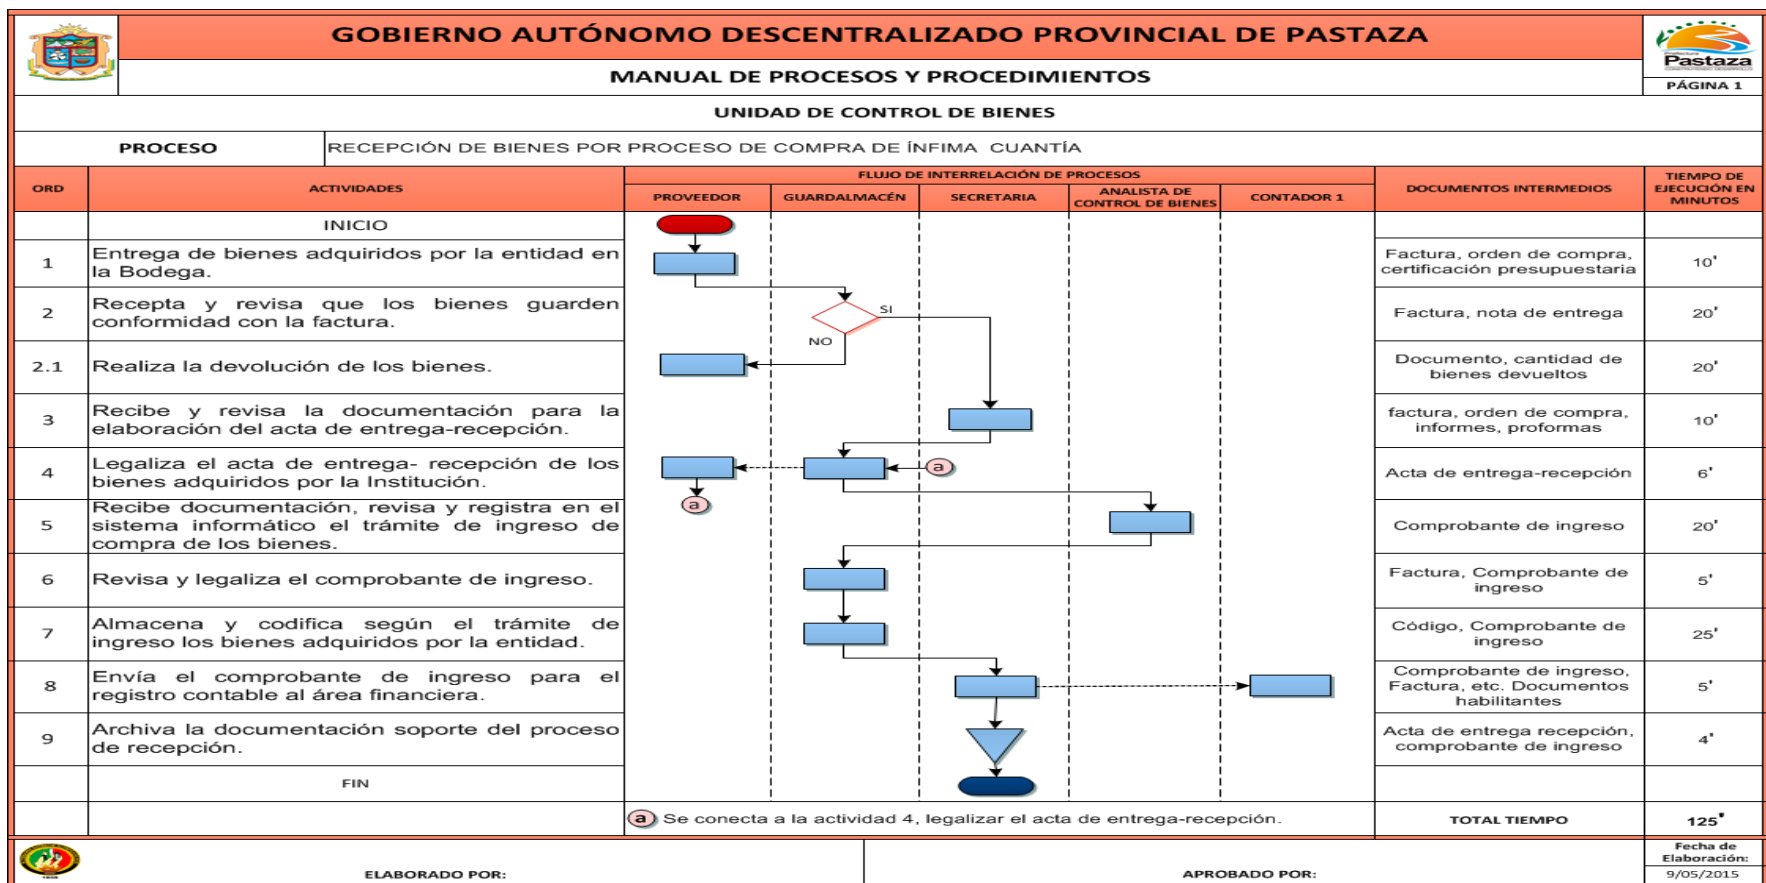 GOBIERNO AUTÓNOMO DESCENTRALIZADO PROVINCIAL DE PASTAZA
MANUAL DE PROCESOS Y PROCEDIMIENTOS
Prefectura
Pastaza
PÁGINA 1
UNIDAD DE CONTROL DE BIENES
PROCESO
RECEPCIÓN DE BIENES POR PROCESO DE COMPRA DE ÍNFIMA CUANTÍA
ORD
ACTIVIDADES
FLUJO DE INTERRELACIÓN DE PROCESOS
PROVEEDOR
GUARDALMACÉN
SECRETARIA
ANALISTA DE
CONTROL DE BIENES
CONTADOR 1
DOCUMENTOS INTERMEDIOS
TIEMPO DE
EJECUCIÓN EN
MINUTOS
INICIO
1
Entrega de bienes adquiridos por la entidad en
la Bodega.
Factura, orden de compra,
certificación presupuestaria
10'
2
Recepta y revisa que los bienes guarden
conformidad con la factura.
SI
NO
Factura, nota de entrega
20'
2.1
Realiza la devolución de los bienes.
Documento, cantidad de
bienes devueltos
20'
3
Recibe y revisa la documentación para la
elaboración del acta de entrega-recepción.
factura, orden de compra,
informes, proformas
10'
4
Legaliza el acta de entrega- recepción de los
bienes adquiridos por la Institución.
a
a
Acta de entrega-recepción
6'
5
Recibe documentación, revisa y registra en el
sistema informático el trámite de ingreso de
compra de los bienes.
Comprobante de ingreso
20'
6
Revisa y legaliza el comprobante de ingreso.
Factura, Comprobante de
ingreso
5'
7
Almacena y codifica según el trámite de
ingreso los bienes adquiridos por la entidad.
Código, Comprobante de
ingreso
25'
8
Envía el comprobante de ingreso para el
registro contable al área financiera.
Comprobante de ingreso,
Factura, etc. Documentos
habilitantes
5'
9
Archiva la documentación soporte del proceso
de recepción.
Acta de entrega recepción,
comprobante de ingreso
4'
FIN
a Se conecta a la actividad 4, legalizar el acta de entrega-recepción.
TOTAL TIEMPO
125'
ELABORADO POR:
APROBADO POR:
Fecha de
Elaboración:
9/05/2015